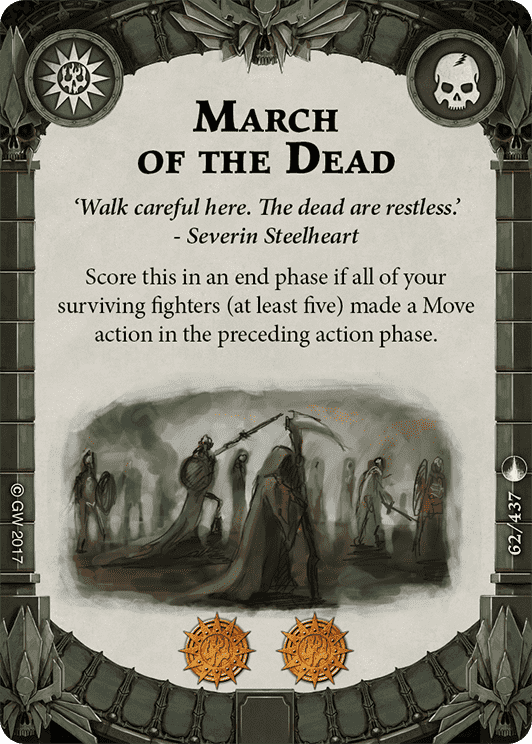 March
of the Dead
‘Walk careful here. The dead are restless.’
- Severin Steelheart
Score this in an end phase if all of your
surviving fighters (at least five) made a Move
action in the preceding action phase.
© GW 2017
62/437